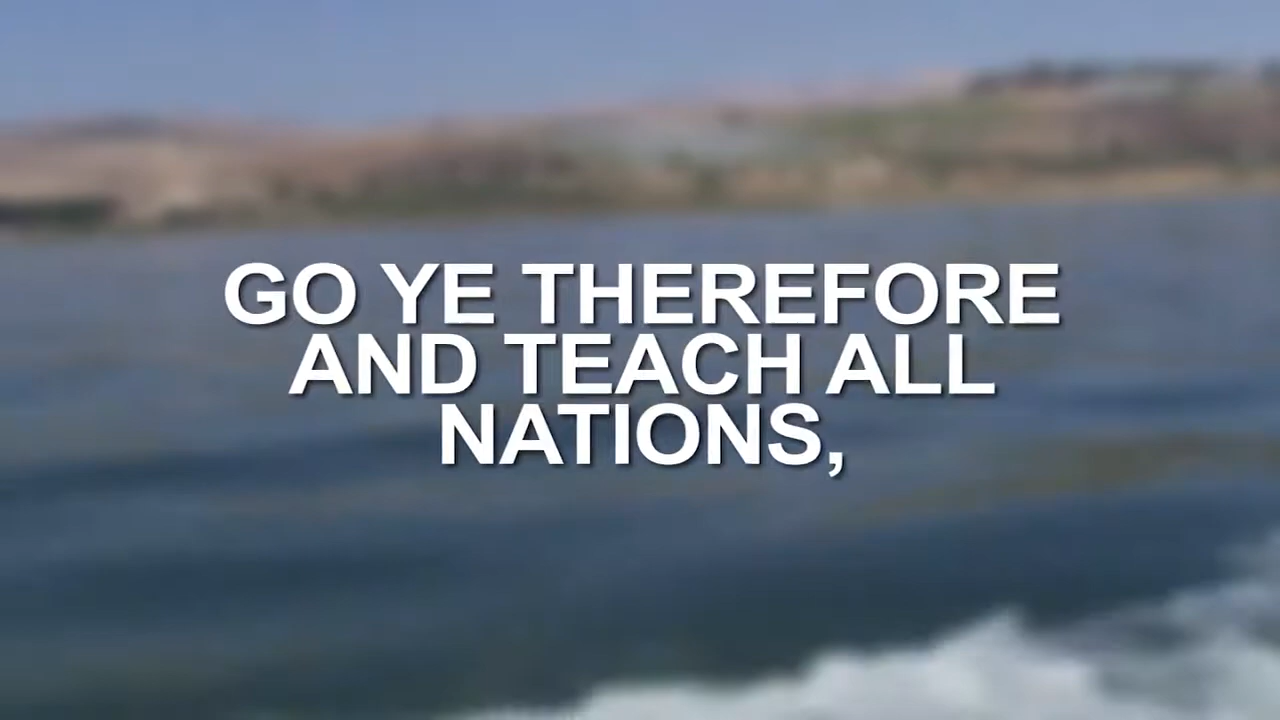 GO YE THEREFORE
AND TEACH ALL
NATIONS,